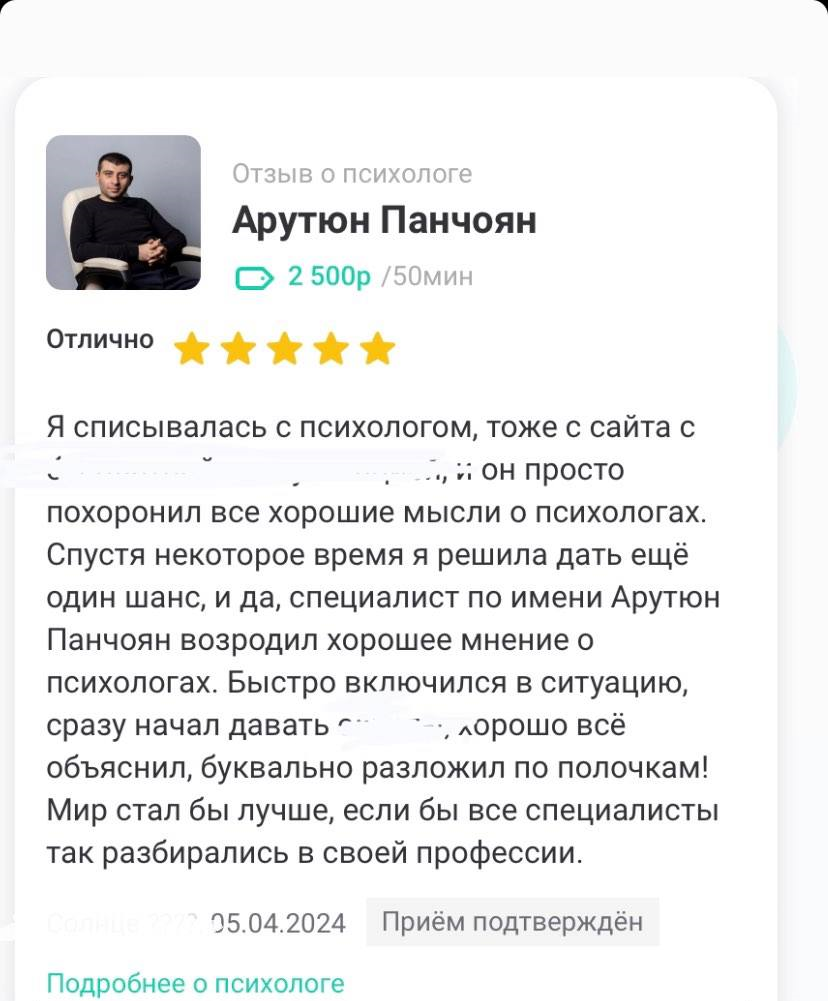 Отзыв о психологе
Арутюн Панчоян
2 500р /50мин
Отлично
Я списывалась с психологом, тоже с сайта с
и он просто
похоронил все хорошие мысли о психологах.
Спустя некоторое время я решила дать ещё
один шанс, и да, специалист по имени Арутюн
Панчоян возродил хорошее мнение о
психологах. Быстро включился в ситуацию,
сразу начал давать хорошо всё
объяснил, буквально разложил по полочкам!
Мир стал бы лучше, если бы все специалисты
так разбирались в своей профессии.
Солнце ????, 05.04.2024 Приём подтверждён
Подробнее о психологе